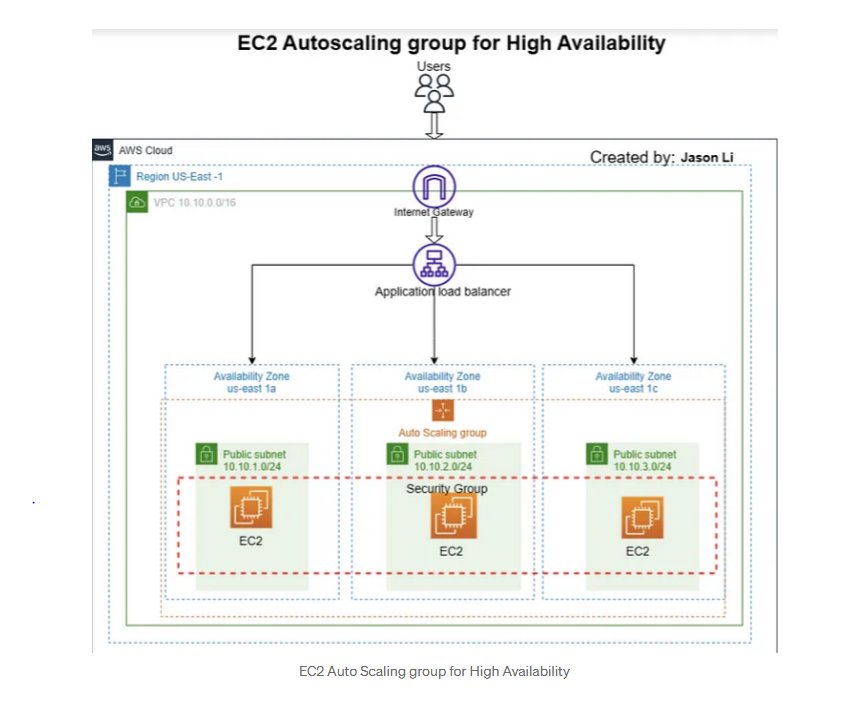 EC2 Autoscaling group for High Availability
Users
aws
AWS Cloud
Created by: Jason Li
Region US-East -1
VPC 10.10.0.0/16
Internet Gateway
Application load balancer
Availability Zone
us-east 1a
Availability Zone
us-east 1b
Availability Zone
us-east 1c
Auto Scaling group
Public subnet
10.10.1.0/24
Public subnet
10.10.2.0/24
Public subnet
10.10.3.0/24
Security Group
EC2
EC2
EC2
EC2 Auto Scaling group for High Availability